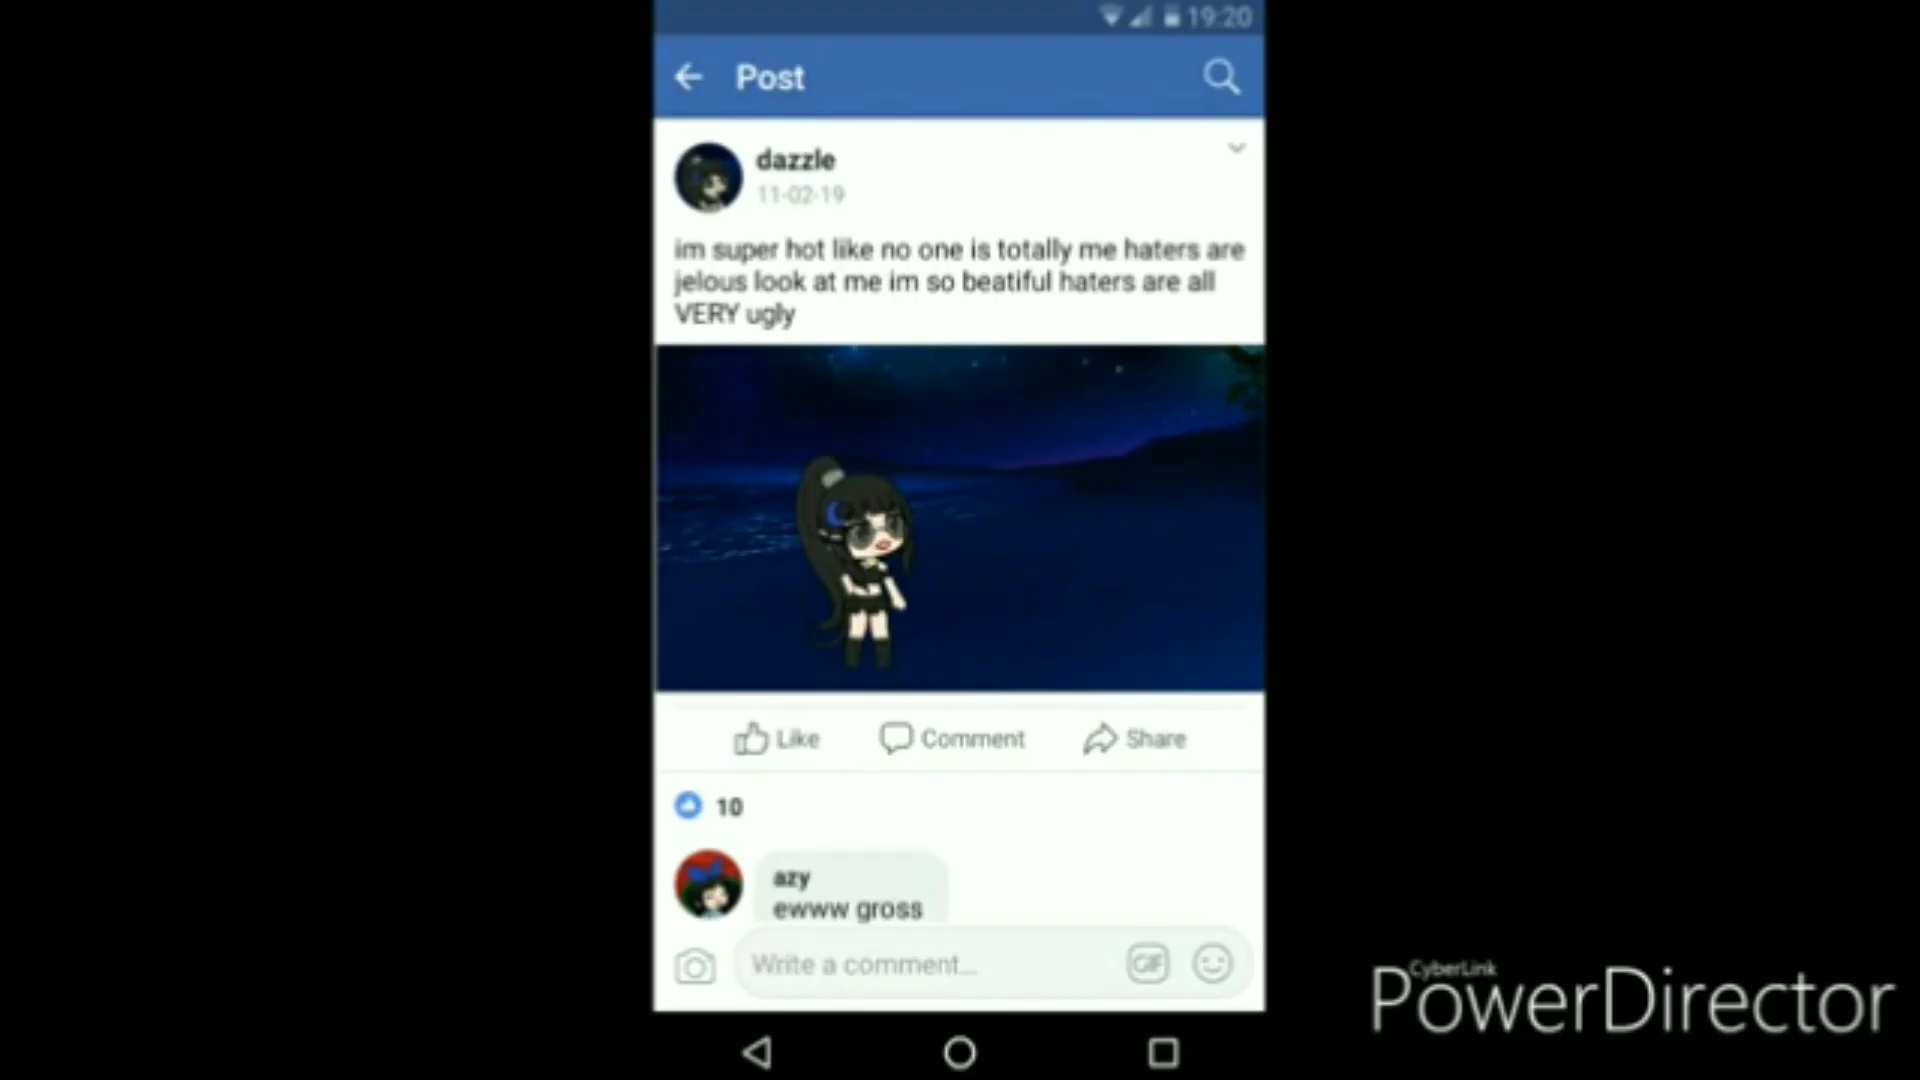 19:20
Post
dazzle
11-02-19
im super hot like no one is totally me haters are
jelous look at me im so beatiful haters are all
VERY ugly
Like
Comment
Share
10
azy
ewww gross
Write a comment...
GIF
CyberLink
PowerDirector